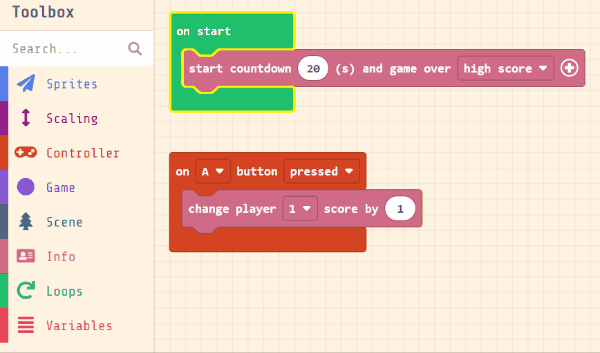 Toolbox
Search...
Sprites
Scaling
Controller
Game
Scene
Info
Loops
Variables
on start
start countdown 20 (s) and game over high score
on A button pressed
change player 1 score by 1